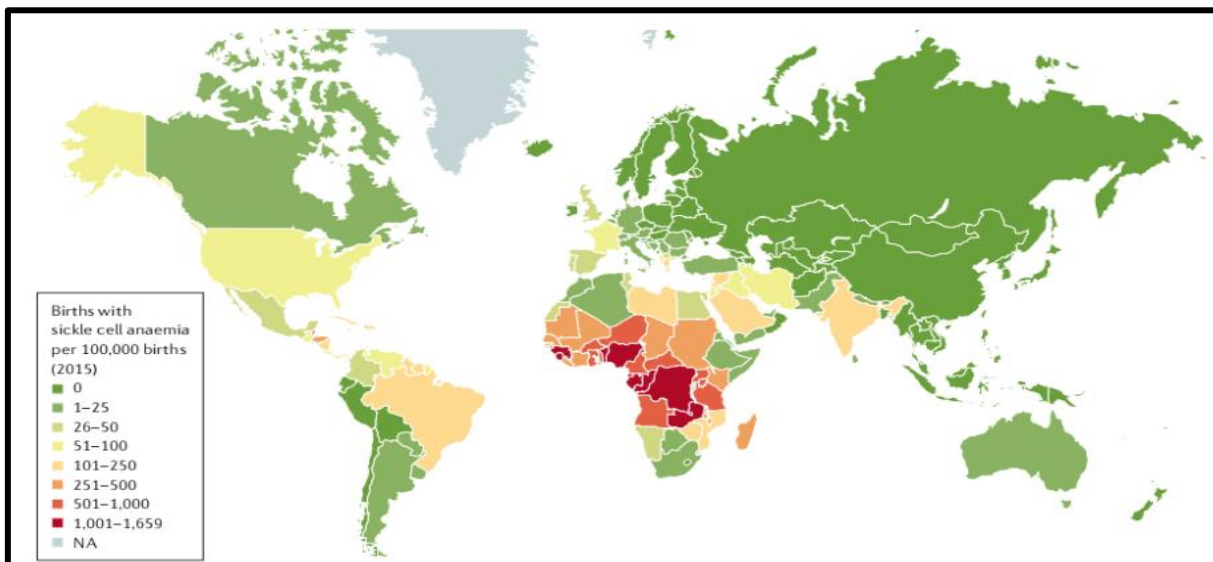 Births with
sickle cell anaemia
per 100,000 births
(2015)
0
1–25
26–50
51–100
101–250
251–500
501–1,000
1,001–1,659
NA